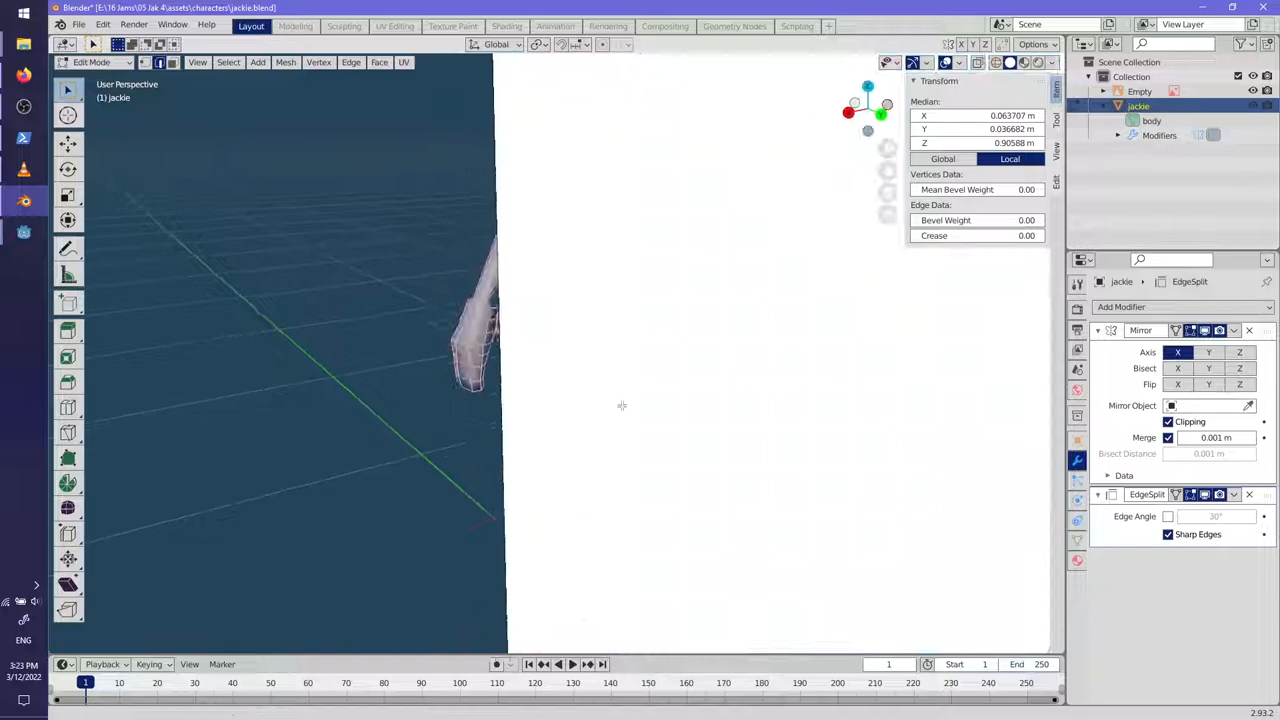 Blender* [E:\16 Jams\05 Jak 4\assets\characters\jackie.blend]
File Edit Render Window Help Layout Modeling Sculpting UV Editing Texture Paint Shading Animation Rendering Compositing Geometry Nodes Scripting + Scene View Layer
Global Options X Y Z
Edit Mode View Select Add Mesh Vertex Edge Face UV
User Perspective
(1) jackie
Transform
Median:
X 0.063707 m
Y 0.036682 m
Z 0.90588 m
Global Local
Vertices Data:
Mean Bevel Weight 0.00
Edge Data:
Bevel Weight 0.00
Crease 0.00
Item
Tool
View
Edit
Scene Collection
Collection
Empty
jackie
body
Modifiers
jackie > EdgeSplit
Add Modifier
Mirror
Axis X Y Z
Bisect X Y Z
Flip X Y Z
Mirror Object
Clipping
Merge 0.001 m
Bisect Distance 0.001 m
Data
EdgeSplit
Edge Angle 30°
Sharp Edges
ENG
3:23 PM
3/12/2022
Playback Keying View Marker 1 Start 1 End 250
1 10 20 30 40 50 60 70 80 90 100 110 120 130 140 150 160 170 180 190 200 210 220 230 240 250
2.93.2